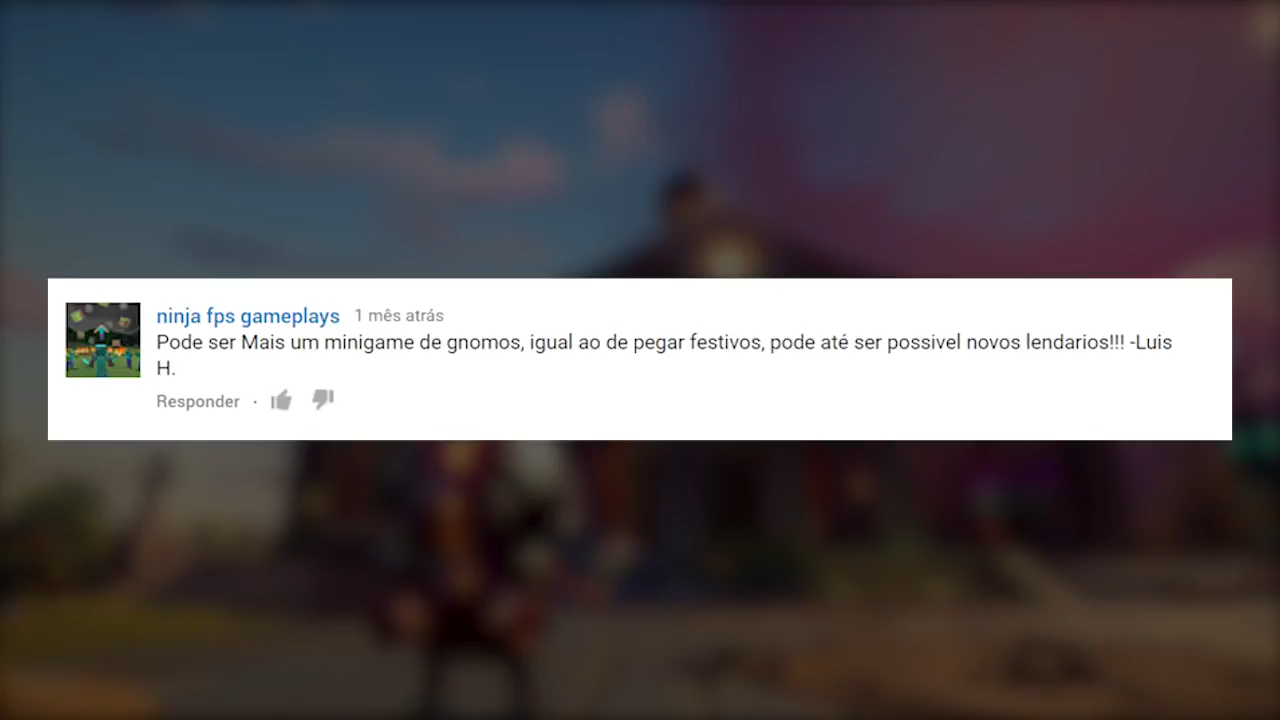 ninja fps gameplays 1 mês atrás
Pode ser Mais um minigame de gnomos, igual ao de pegar festivos, pode até ser possivel novos lendarios!!! -Luis
H.
Responder ·